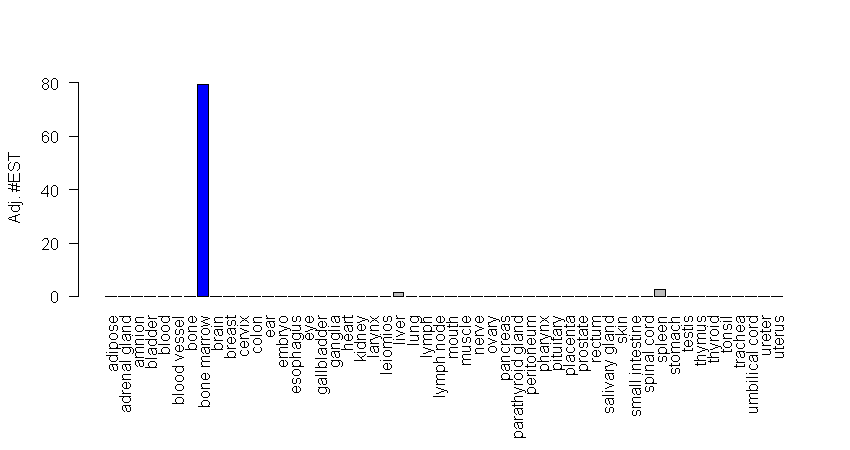 Adj. #EST
80
60
40
20
0
adipose
adrenal gland
amnion
bladder
blood
blood vessel
bone
bone marrow
brain
breast
cervix
colon
ear
embryo
esophagus
eye
gallbladder
ganglia
heart
kidney
larynx
leiomios
liver
lung
lymph
lymph node
mouth
muscle
nerve
ovary
pancreas
parathyroid gland
peritoneum
pharynx
pituitary
placenta
prostate
rectum
salivary gland
skin
small intestine
spinal cord
spleen
stomach
testis
thymus
thyroid
tonsil
trachea
umbilical cord
ureter
uterus